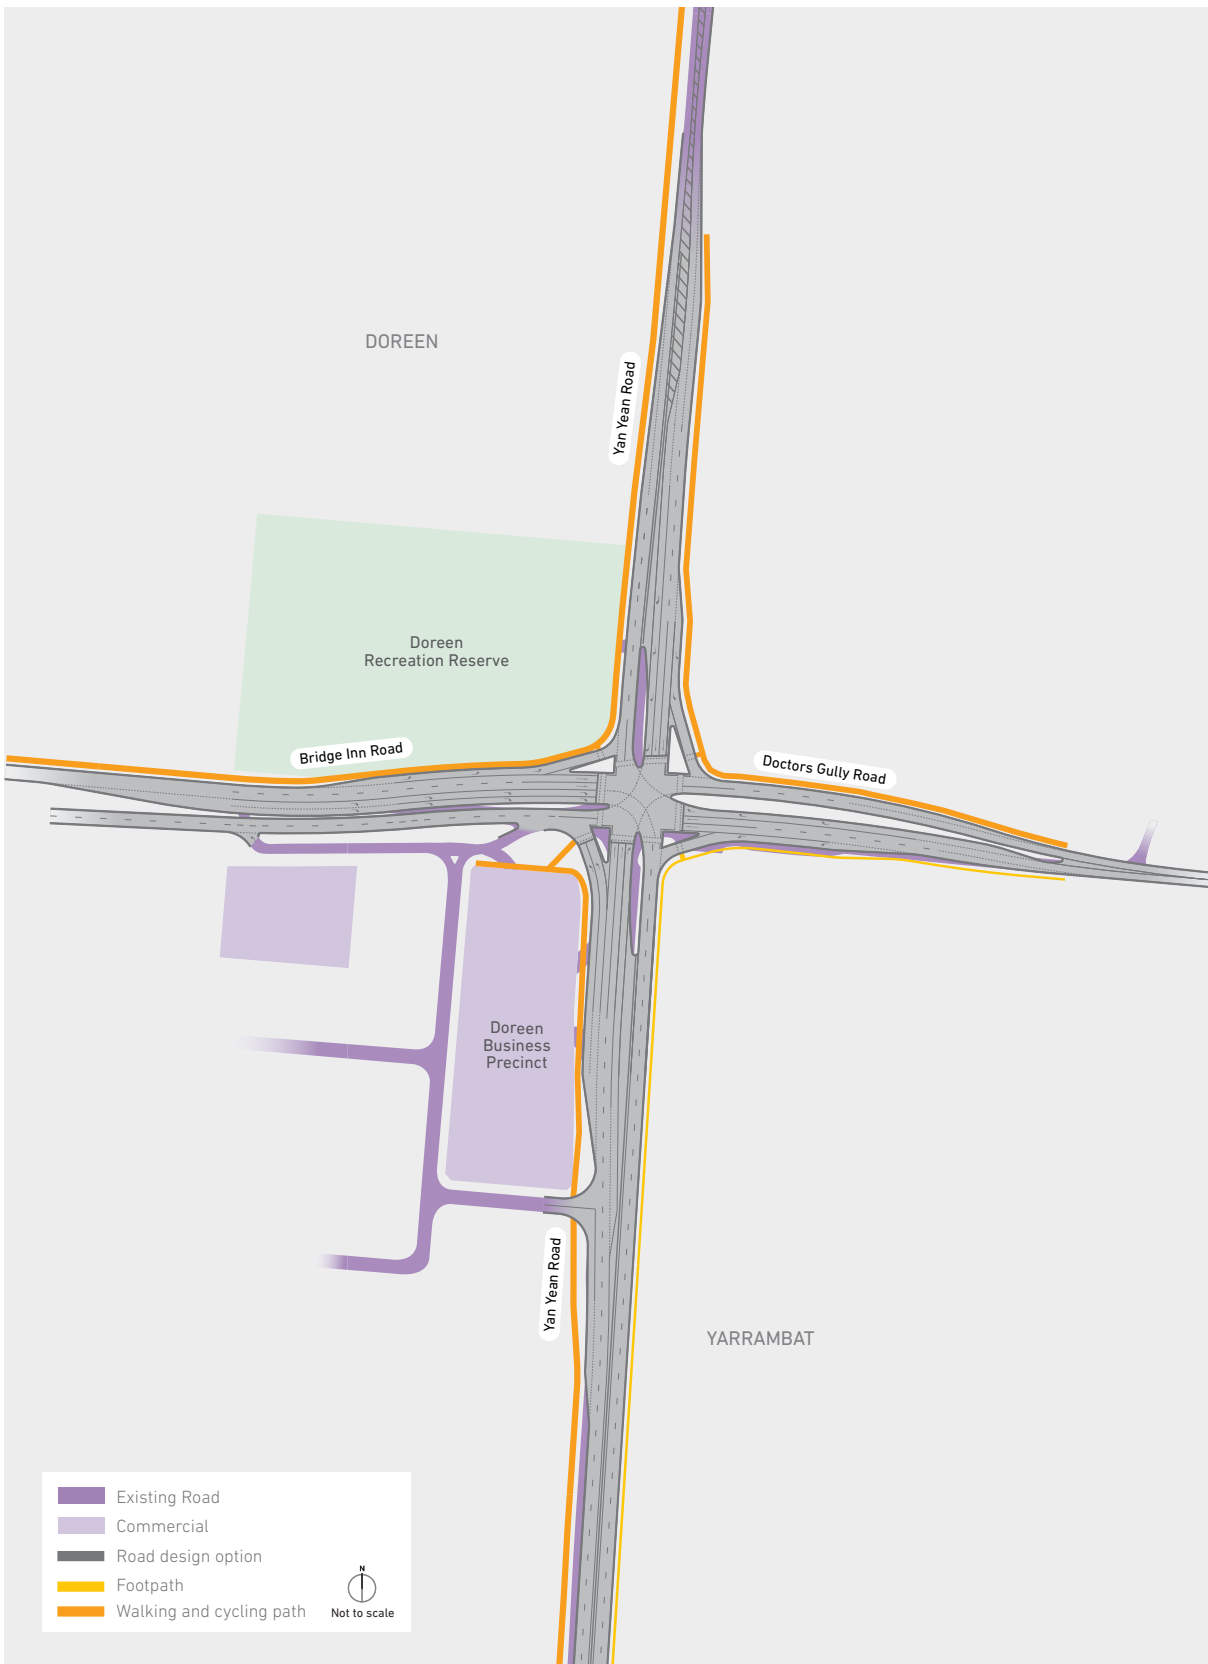 DOREEN
Yan Yean Road
Doreen
Recreation Reserve
Bridge Inn Road
Doctors Gully Road
Doreen
Business
Precinct
Yan Yean Road
YARRAMBAT
Existing Road
Commercial
Road design option
Footpath
Walking and cycling path
N
Not to scale